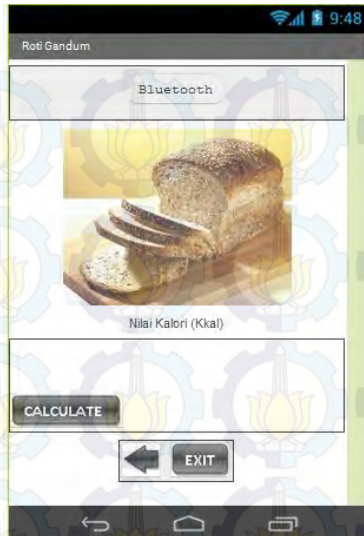 9:48
Roti Gandum
Bluetooth
Nilai Kalori (Kkal)
CALCULATE
EXIT